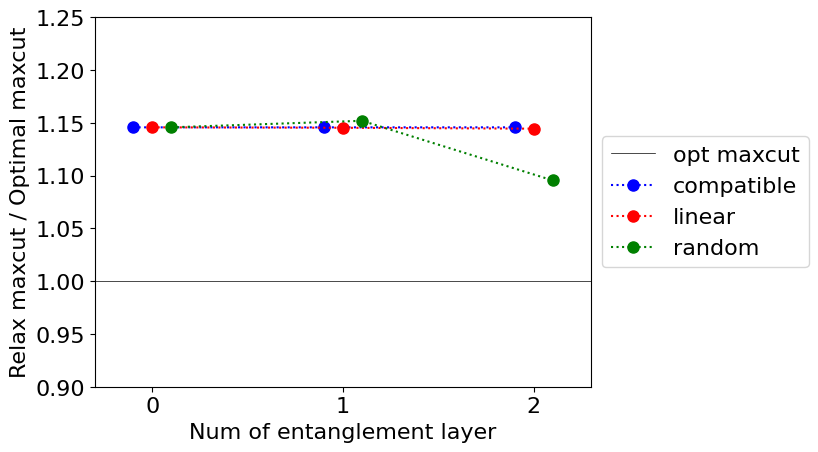 Relax maxcut / Optimal maxcut
1.25
1.20
1.15
1.10
1.05
1.00
0.95
0.90
0
1
2
Num of entanglement layer
opt maxcut
compatible
linear
random